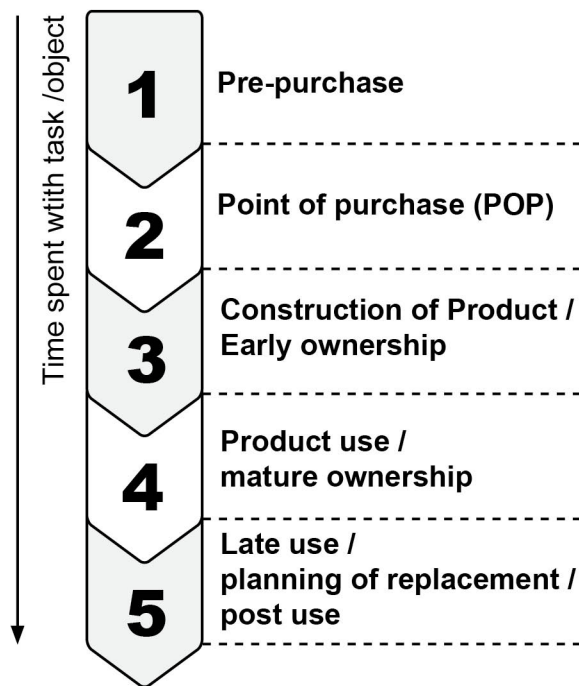 Time spent wtith task /object
1
Pre-purchase
2
Point of purchase (POP)
3
Construction of Product /
Early ownership
4
Product use /
mature ownership
5
Late use /
planning of replacement /
post use